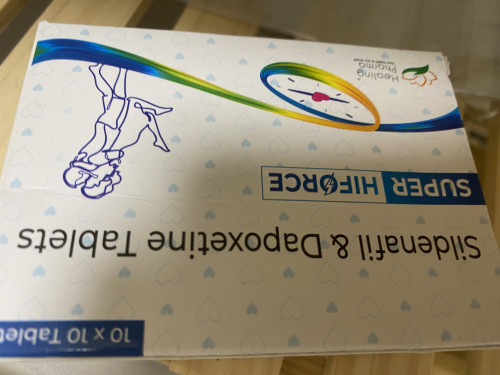 Healing
Pharma
SUPER HIFORCE
Sildenafil & Dapoxetine Tablets
10 x 10 Tablet